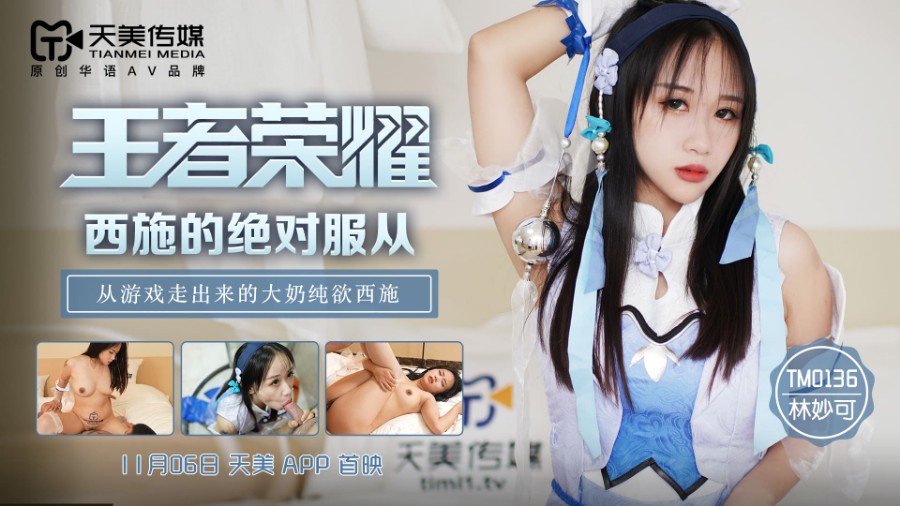 天美传媒
TIANMEI MEDIA
原创华语AV品牌
王者荣耀
西施的绝对服从
从游戏走出来的大奶纯欲西施
TM0136
林妙可
11月06日 天美 APP 首映
天美传媒
timi1.tv